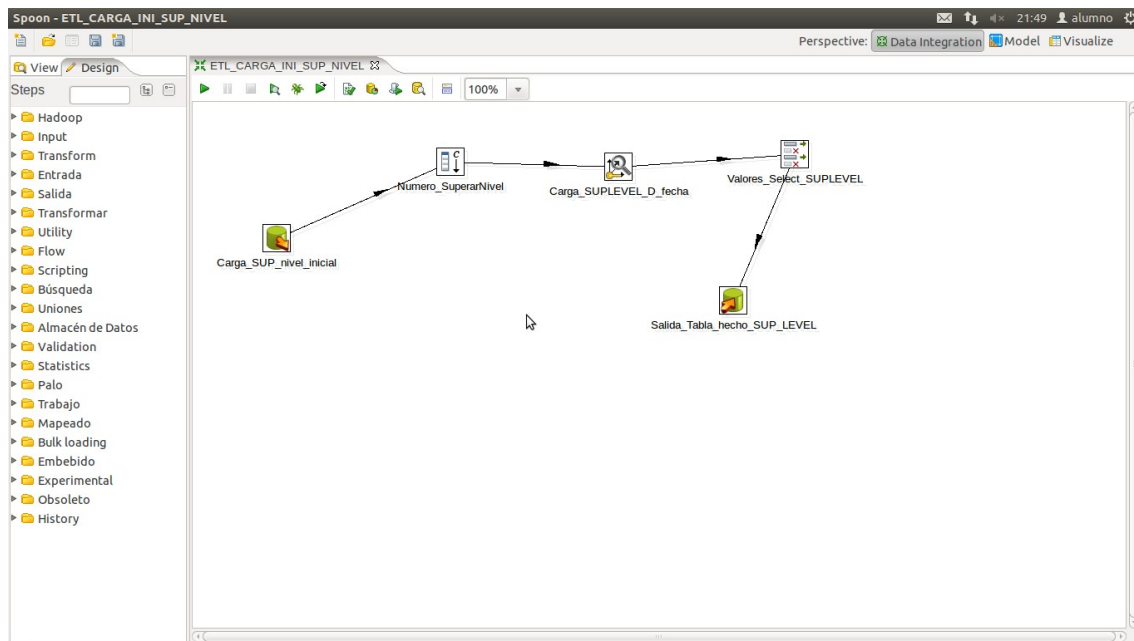 Spoon - ETL_CARGA_INI_SUP_NIVEL
21:49 alumno
Perspective: Data Integration Model Visualize
View Design
ETL_CARGA_INI_SUP_NIVEL
Steps
100%
Hadoop
Input
Transform
Entrada
Salida
Transformar
Utility
Flow
Scripting
Búsqueda
Uniones
Almacén de Datos
Validation
Statistics
Palo
Trabajo
Mapeado
Bulk loading
Embebido
Experimental
Obsoleto
History
Carga_SUP_nivel_inicial
Numero_SuperarNivel
Carga_SUPLEVEL_D_fecha
Valores_Select_SUPLEVEL
Salida_Tabla_hecho_SUP_LEVEL